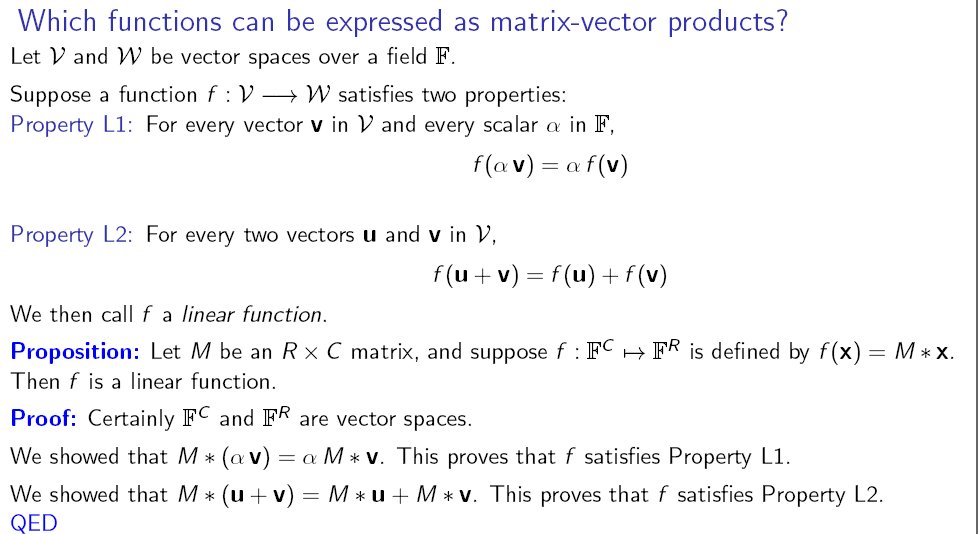 Which functions can be expressed as matrix-vector products?
Let 𝒱 and 𝒲 be vector spaces over a field 𝔽.
Suppose a function f : 𝒱 ⟶ 𝒲 satisfies two properties:
Property L1: For every vector v in 𝒱 and every scalar α in 𝔽,
f(α v) = α f(v)
Property L2: For every two vectors u and v in 𝒱,
f(u + v) = f(u) + f(v)
We then call f a linear function.
Proposition: Let M be an R × C matrix, and suppose f : 𝔽^C ↦ 𝔽^R is defined by f(x) = M ∗ x.
Then f is a linear function.
Proof: Certainly 𝔽^C and 𝔽^R are vector spaces.
We showed that M ∗ (α v) = α M ∗ v. This proves that f satisfies Property L1.
We showed that M ∗ (u + v) = M ∗ u + M ∗ v. This proves that f satisfies Property L2.
QED